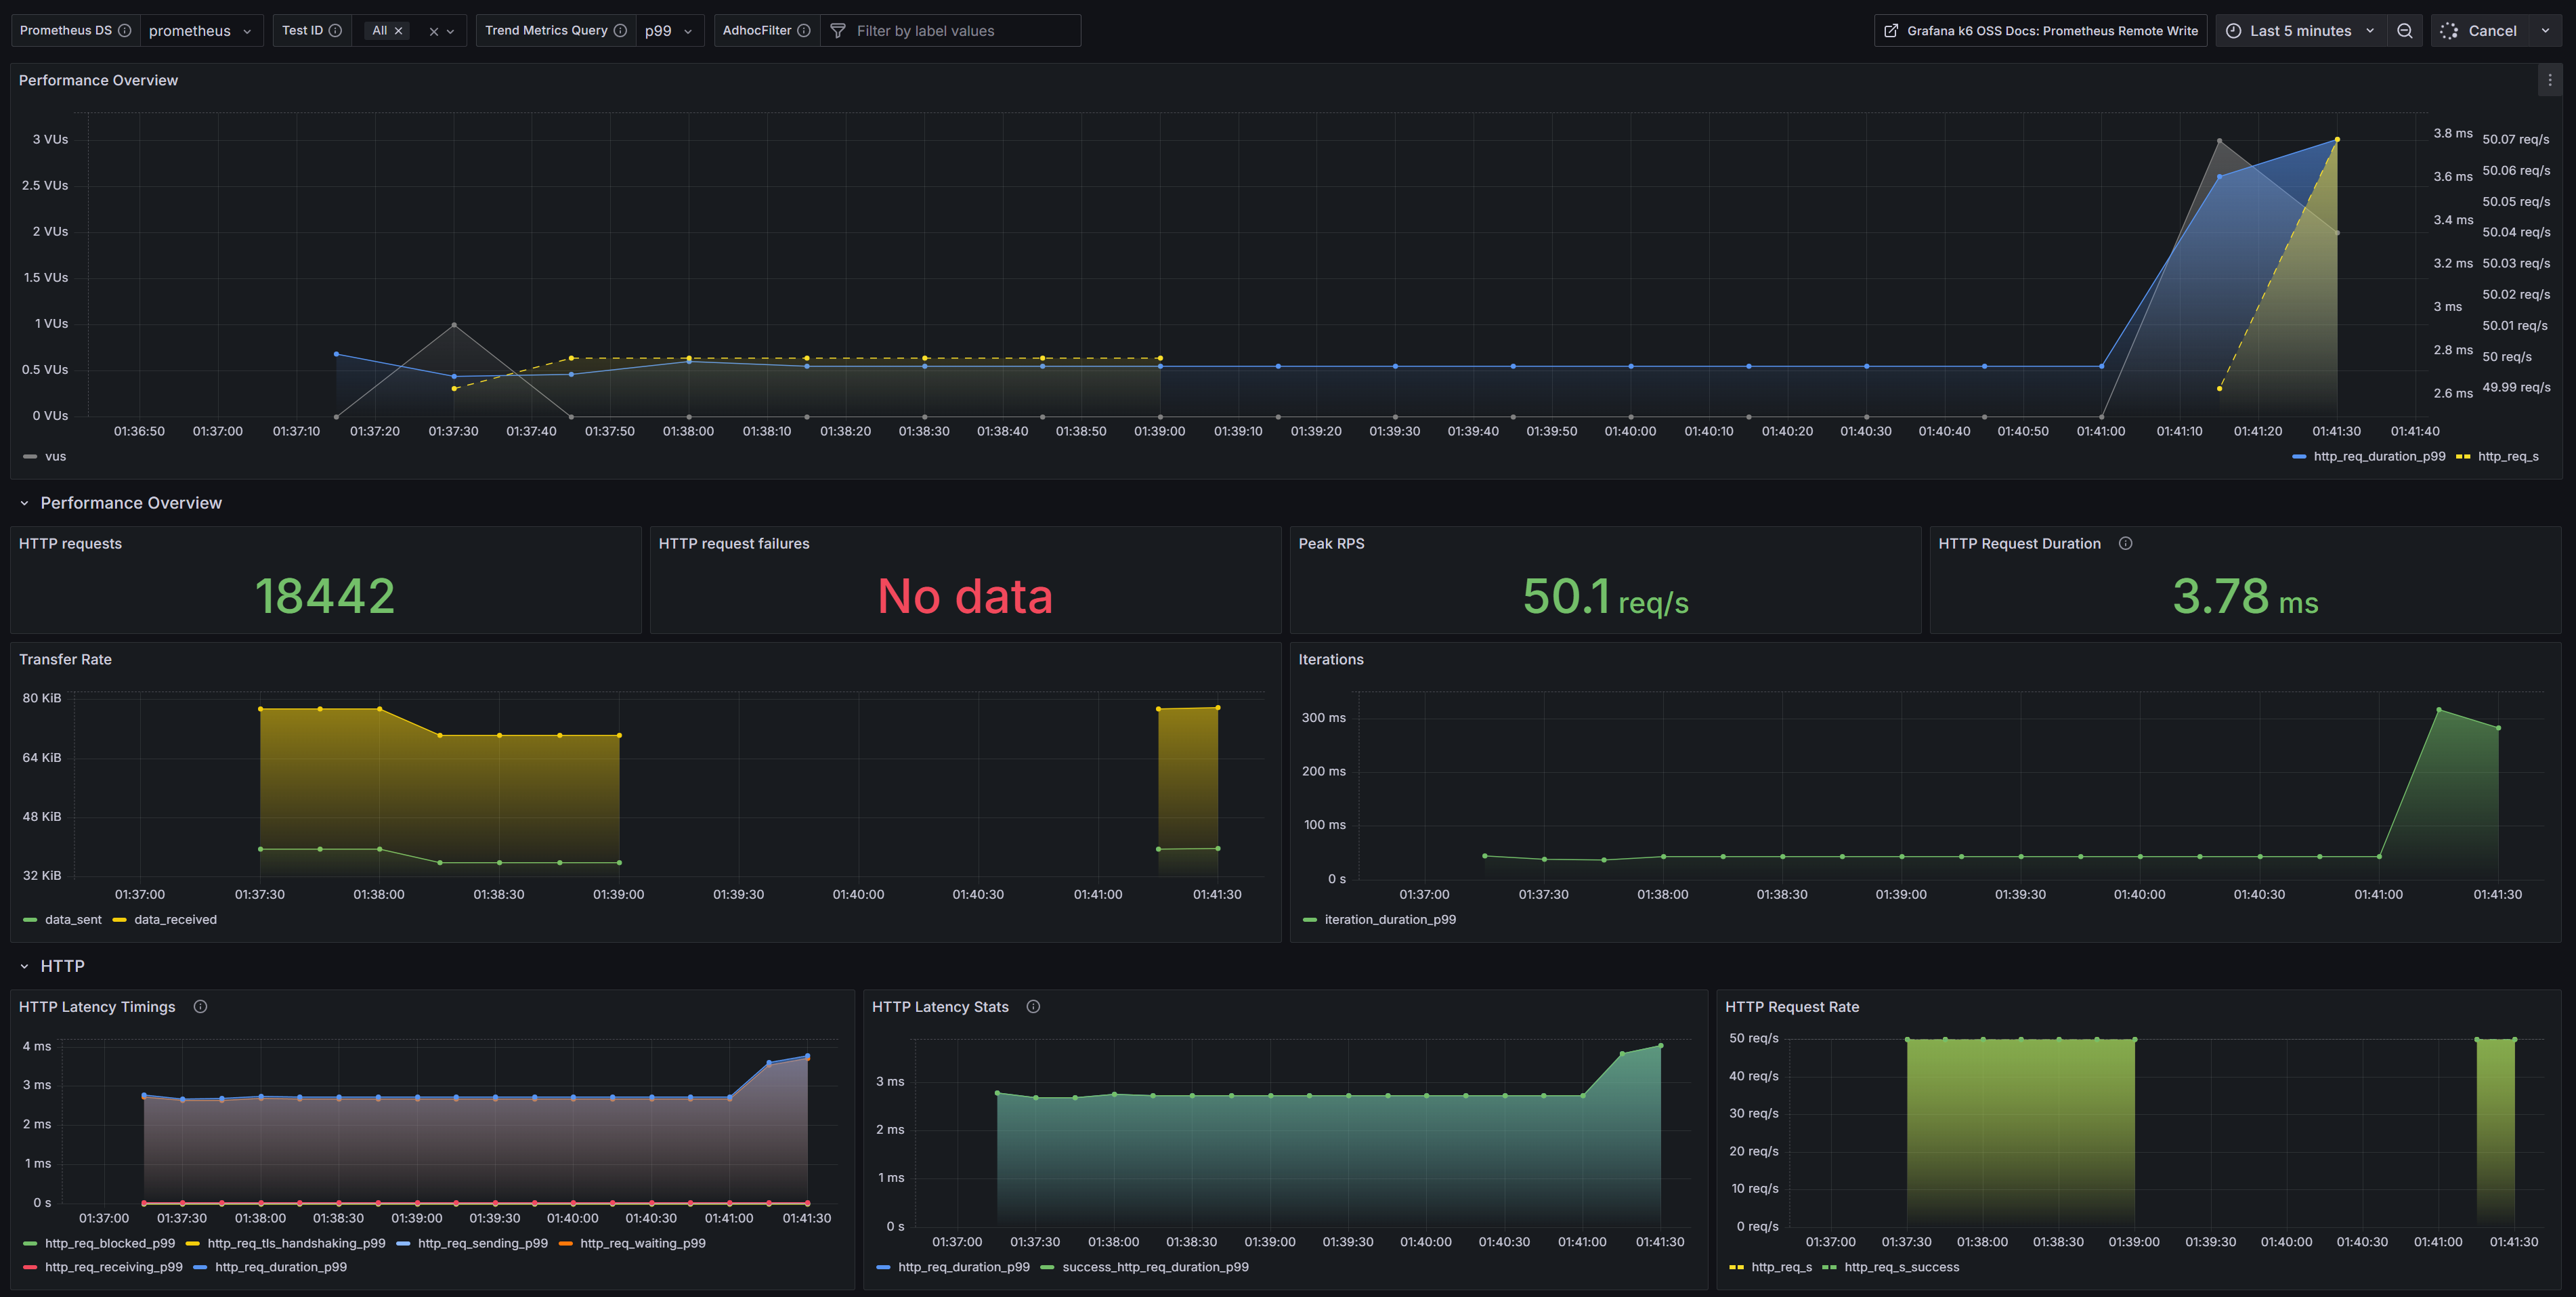 Prometheus DS prometheus Test ID All Trend Metrics Query p99 AdhocFilter Filter by label values Grafana k6 OSS Docs: Prometheus Remote Write Last 5 minutes Cancel
Performance Overview
3 VUs
2.5 VUs
2 VUs
1.5 VUs
1 VUs
0.5 VUs
0 VUs
3.8 ms
3.6 ms
3.4 ms
3.2 ms
3 ms
2.8 ms
2.6 ms
50.07 req/s
50.06 req/s
50.05 req/s
50.04 req/s
50.03 req/s
50.02 req/s
50.01 req/s
50 req/s
49.99 req/s
01:36:50 01:37:00 01:37:10 01:37:20 01:37:30 01:37:40 01:37:50 01:38:00 01:38:10 01:38:20 01:38:30 01:38:40 01:38:50 01:39:00 01:39:10 01:39:20 01:39:30 01:39:40 01:39:50 01:40:00 01:40:10 01:40:20 01:40:30 01:40:40 01:40:50 01:41:00 01:41:10 01:41:20 01:41:30 01:41:40
vus http_req_duration_p99 http_req_s
Performance Overview
HTTP requests
18442
HTTP request failures
No data
Peak RPS
50.1 req/s
HTTP Request Duration
3.78 ms
Transfer Rate
80 KiB
64 KiB
48 KiB
32 KiB
01:37:00 01:37:30 01:38:00 01:38:30 01:39:00 01:39:30 01:40:00 01:40:30 01:41:00 01:41:30
data_sent data_received
Iterations
300 ms
200 ms
100 ms
0 s
01:37:00 01:37:30 01:38:00 01:38:30 01:39:00 01:39:30 01:40:00 01:40:30 01:41:00 01:41:30
iteration_duration_p99
HTTP
HTTP Latency Timings
4 ms
3 ms
2 ms
1 ms
0 s
01:37:00 01:37:30 01:38:00 01:38:30 01:39:00 01:39:30 01:40:00 01:40:30 01:41:00 01:41:30
http_req_blocked_p99 http_req_tls_handshaking_p99 http_req_sending_p99 http_req_waiting_p99
http_req_receiving_p99 http_req_duration_p99
HTTP Latency Stats
3 ms
2 ms
1 ms
0 s
01:37:00 01:37:30 01:38:00 01:38:30 01:39:00 01:39:30 01:40:00 01:40:30 01:41:00 01:41:30
http_req_duration_p99 success_http_req_duration_p99
HTTP Request Rate
50 req/s
40 req/s
30 req/s
20 req/s
10 req/s
0 req/s
01:37:00 01:37:30 01:38:00 01:38:30 01:39:00 01:39:30 01:40:00 01:40:30 01:41:00 01:41:30
http_req_s http_req_s_success